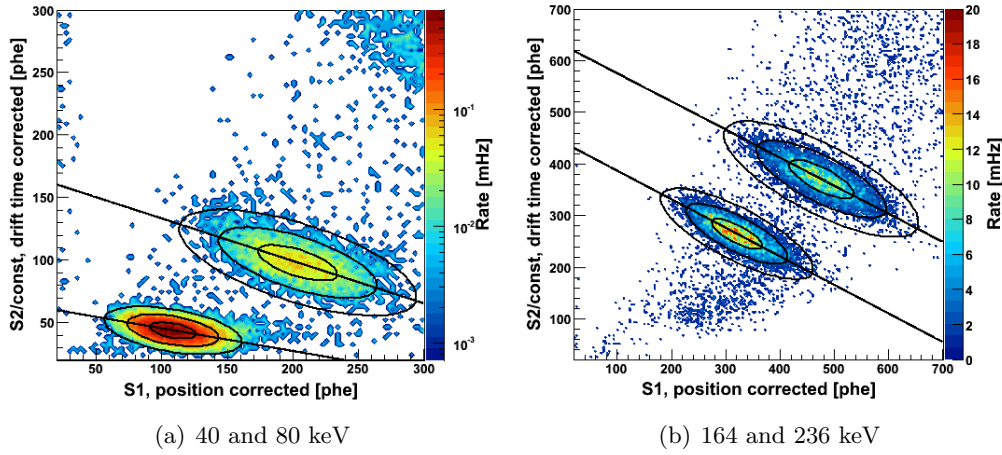 S2/const, drift time corrected [phe]
300
250
200
150
100
50
50 100 150 200 250 300
S1, position corrected [phe]
10⁻¹
10⁻²
10⁻³
Rate [mHz]
(a) 40 and 80 keV
S2/const, drift time corrected [phe]
700
600
500
400
300
200
100
100 200 300 400 500 600 700
S1, position corrected [phe]
20
18
16
14
12
10
8
6
4
2
0
Rate [mHz]
(b) 164 and 236 keV